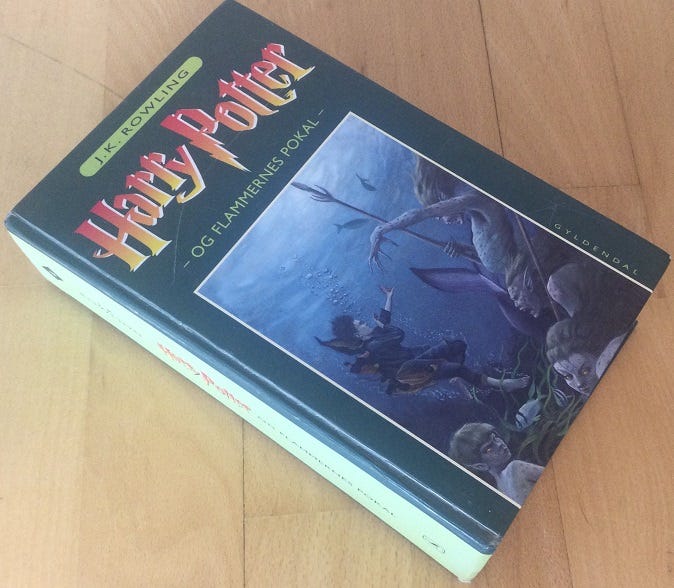 J.K. ROWLING
Harry Potter
- OG FLAMMERNES POKAL -
GYLDENDAL
Harry Potter OG FLAMMERNES POKAL